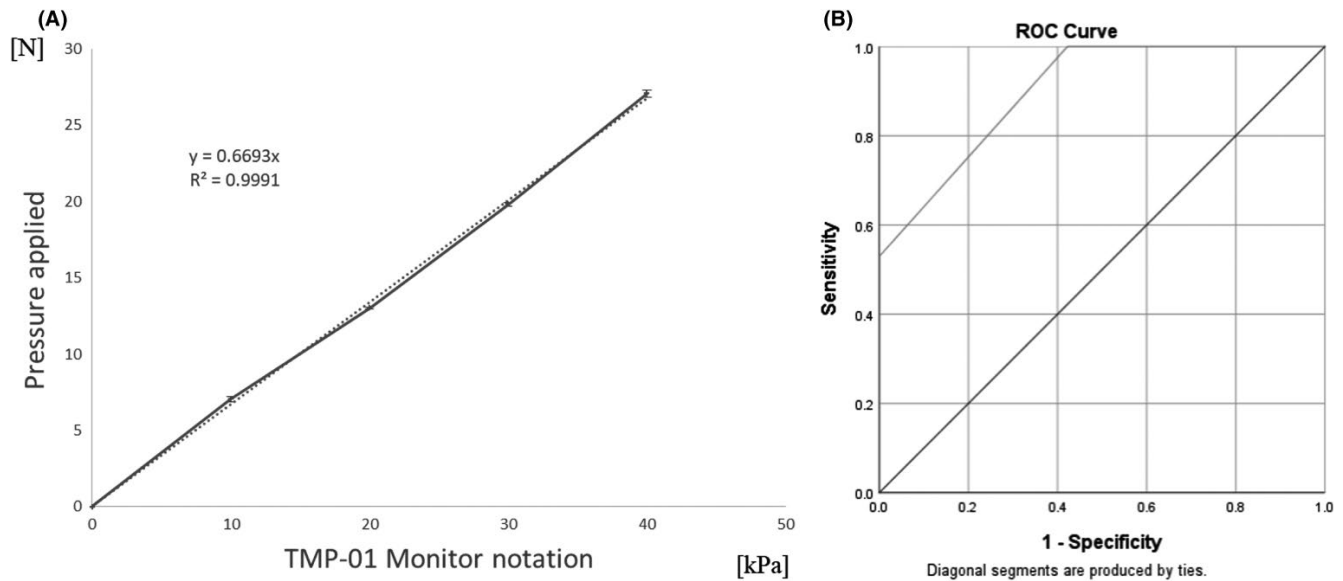 (A)
[N]
30
25
20
15
10
5
0
Pressure applied
y = 0.6693x
R² = 0.9991
0 10 20 30 40 50
TMP-01 Monitor notation [kPa]
(B)
ROC Curve
1.0
0.8
0.6
0.4
0.2
0.0
Sensitivity
0.0 0.2 0.4 0.6 0.8 1.0
1 - Specificity
Diagonal segments are produced by ties.